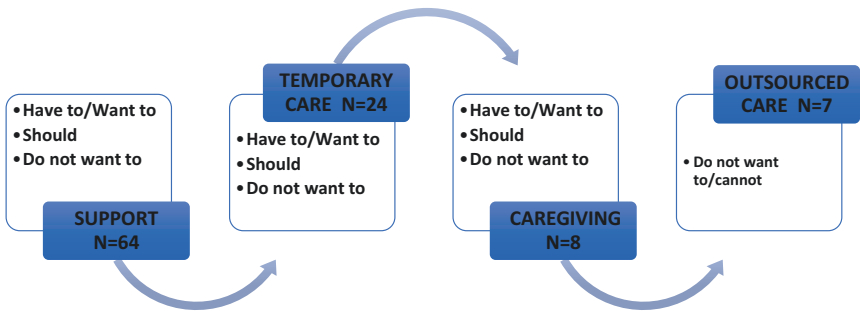 • Have to/Want to
• Should
• Do not want to
SUPPORT
N=64
TEMPORARY
CARE N=24
• Have to/Want to
• Should
• Do not want to
• Have to/Want to
• Should
• Do not want to
CAREGIVING
N=8
OUTSOURCED
CARE N=7
• Do not want
to/cannot